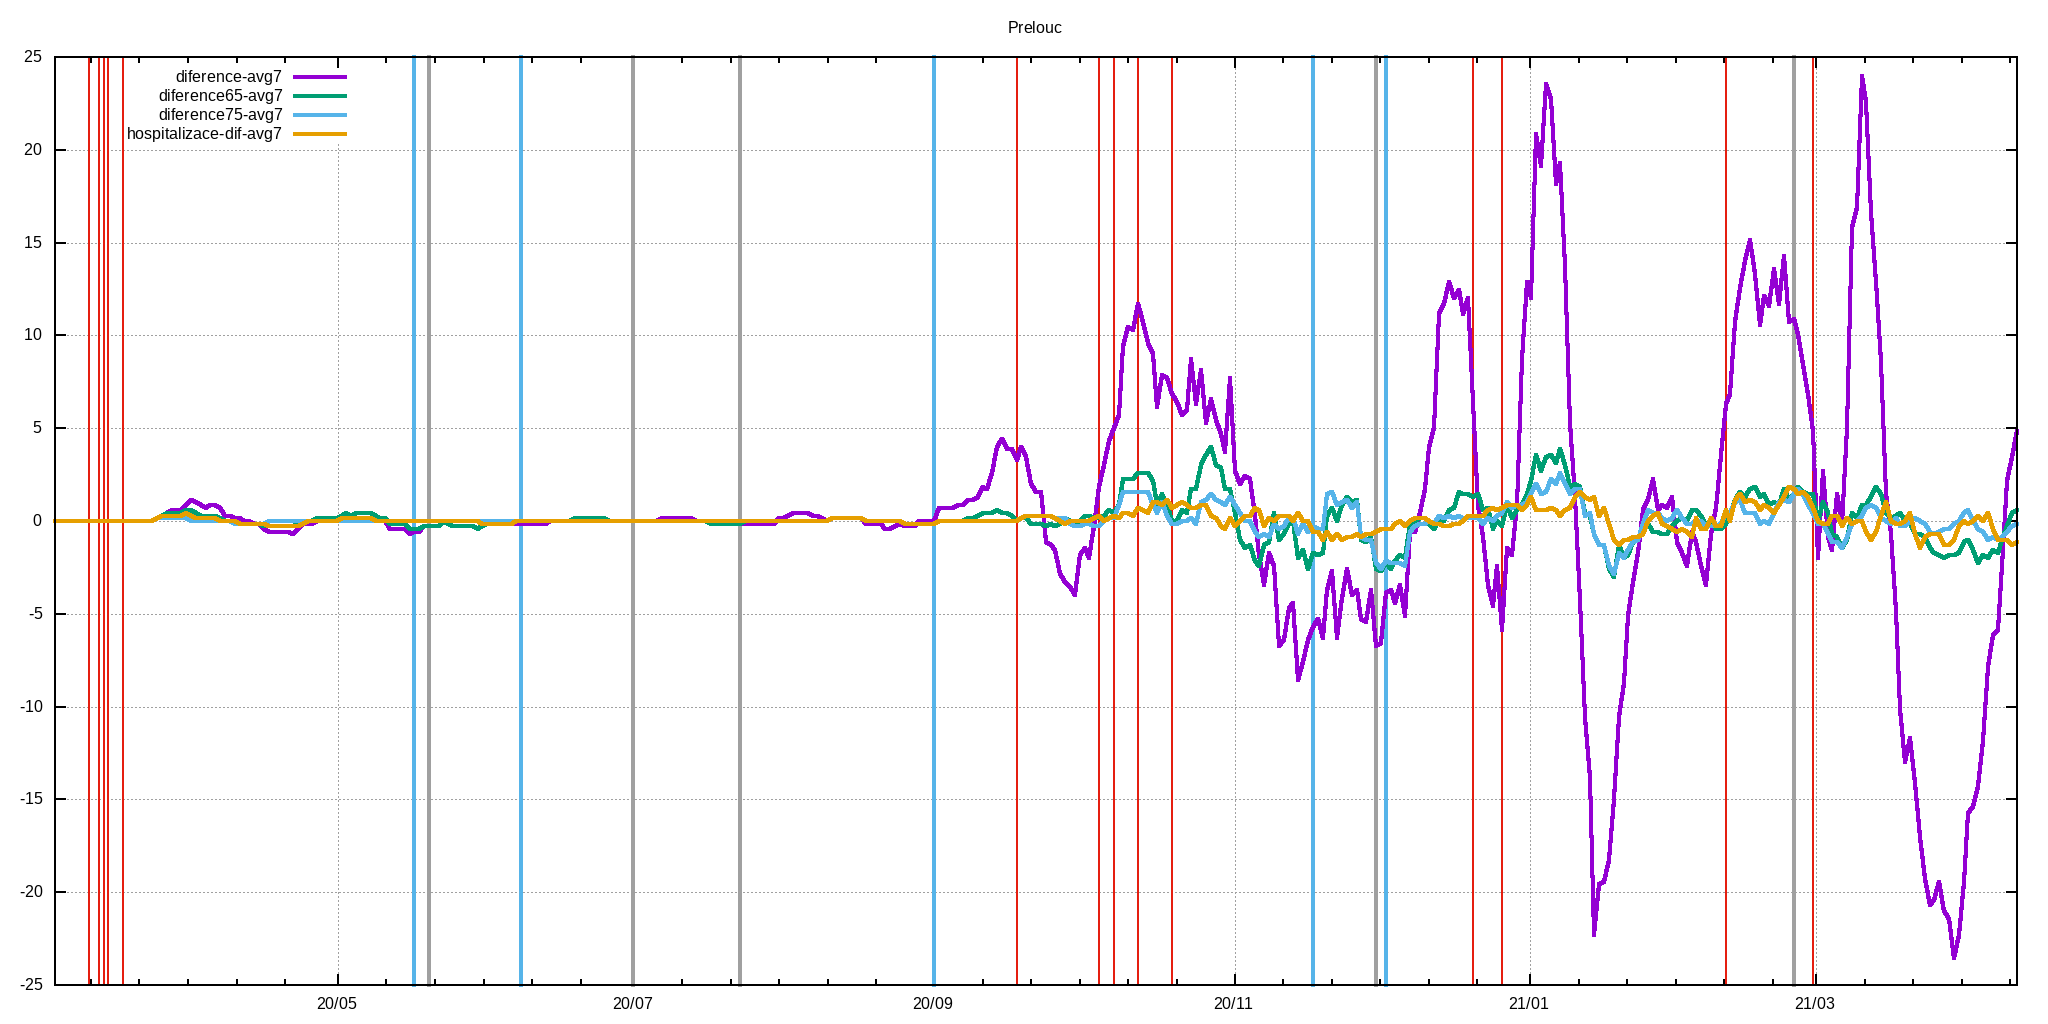 Prelouc
25
20
15
10
5
0
-5
-10
-15
-20
-25
diference-avg7
diference65-avg7
diference75-avg7
hospitalizace-dif-avg7
20/05 20/07 20/09 20/11 21/01 21/03